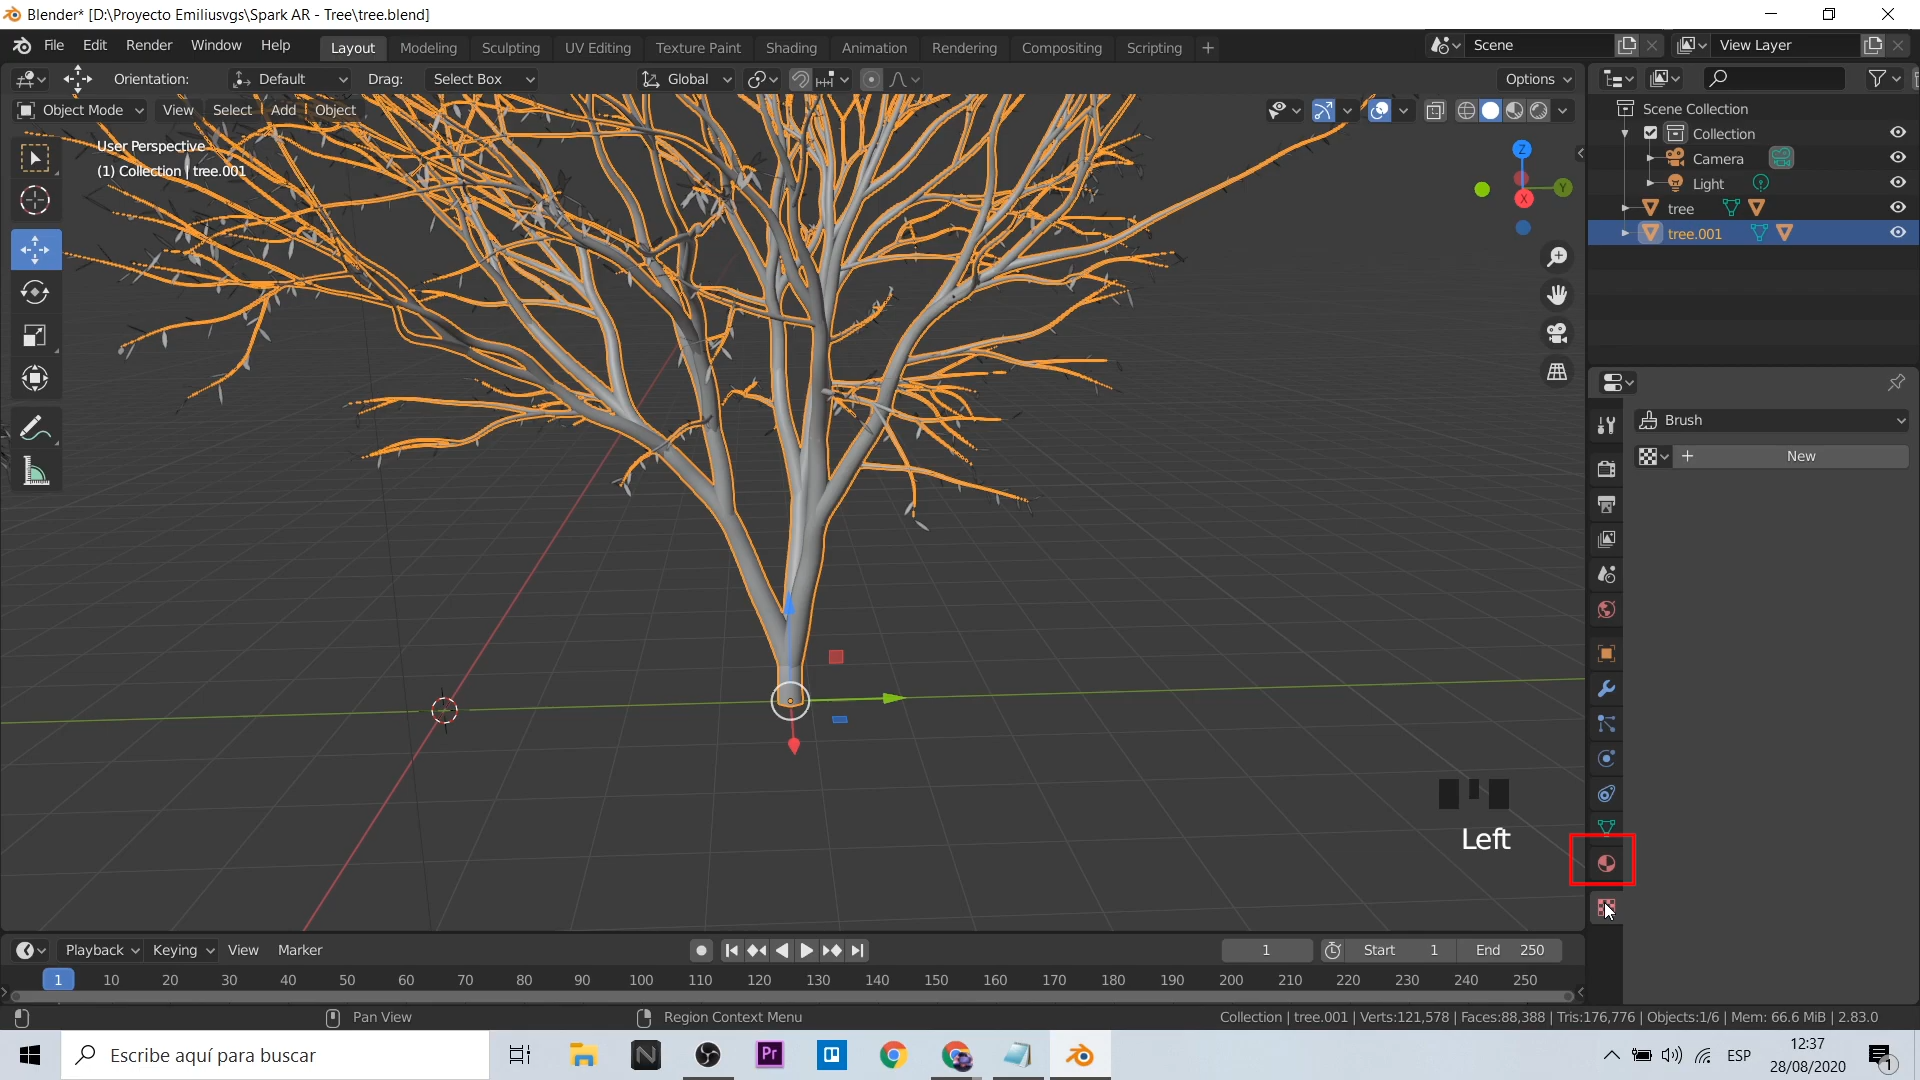 Blender* [D:\Proyecto Emiliusvgs\Spark AR - Tree\tree.blend]
File Edit Render Window Help Layout Modeling Sculpting UV Editing Texture Paint Shading Animation Rendering Compositing Scripting + Scene View Layer
Orientation: Default Drag: Select Box Global Options
Object Mode View Select Add Object
User Perspective
(1) Collection | tree.001
Z
Y
X
Scene Collection
Collection
Camera
Light
tree
tree.001
Brush
+ New
Left
Playback Keying View Marker 1 Start 1 End 250
1 10 20 30 40 50 60 70 80 90 100 110 120 130 140 150 160 170 180 190 200 210 220 230 240 250
Pan View Region Context Menu Collection | tree.001 | Verts:121,578 | Faces:88,388 | Tris:176,776 | Objects:1/6 | Mem: 66.6 MiB | 2.83.0
Escribe aquí para buscar
N
Pr
ESP
12:37
28/08/2020
1